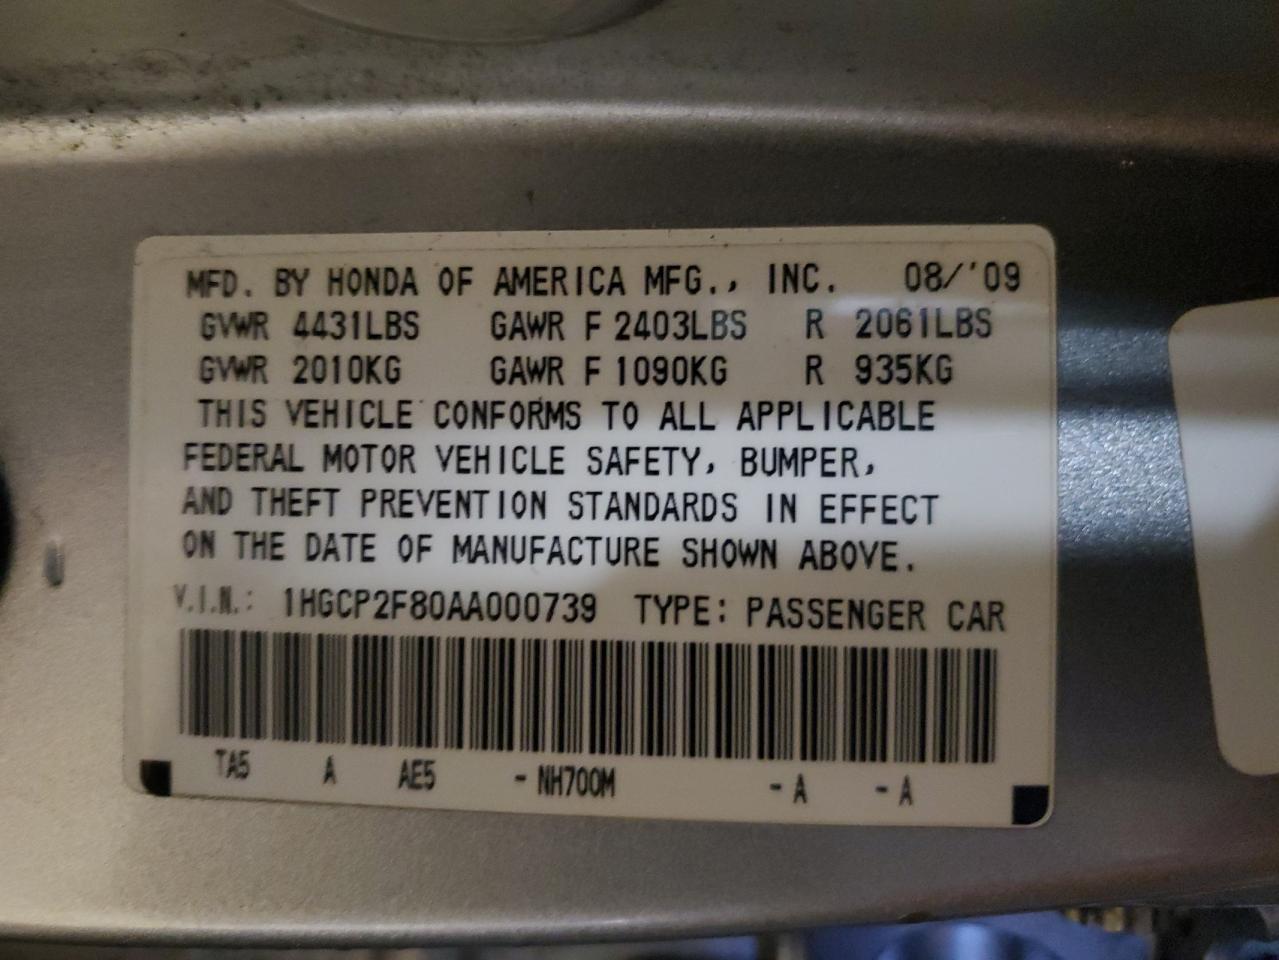 MFD. BY HONDA OF AMERICA MFG., INC. 08/'09
GVWR 4431LBS GAWR F 2403LBS R 2061LBS
GVWR 2010KG GAWR F 1090KG R 935KG
THIS VEHICLE CONFORMS TO ALL APPLICABLE
FEDERAL MOTOR VEHICLE SAFETY, BUMPER,
AND THEFT PREVENTION STANDARDS IN EFFECT
ON THE DATE OF MANUFACTURE SHOWN ABOVE.
V.I.N.: 1HGCP2F80AA000739 TYPE: PASSENGER CAR
TA5 A AE5 - NH700M - A - A